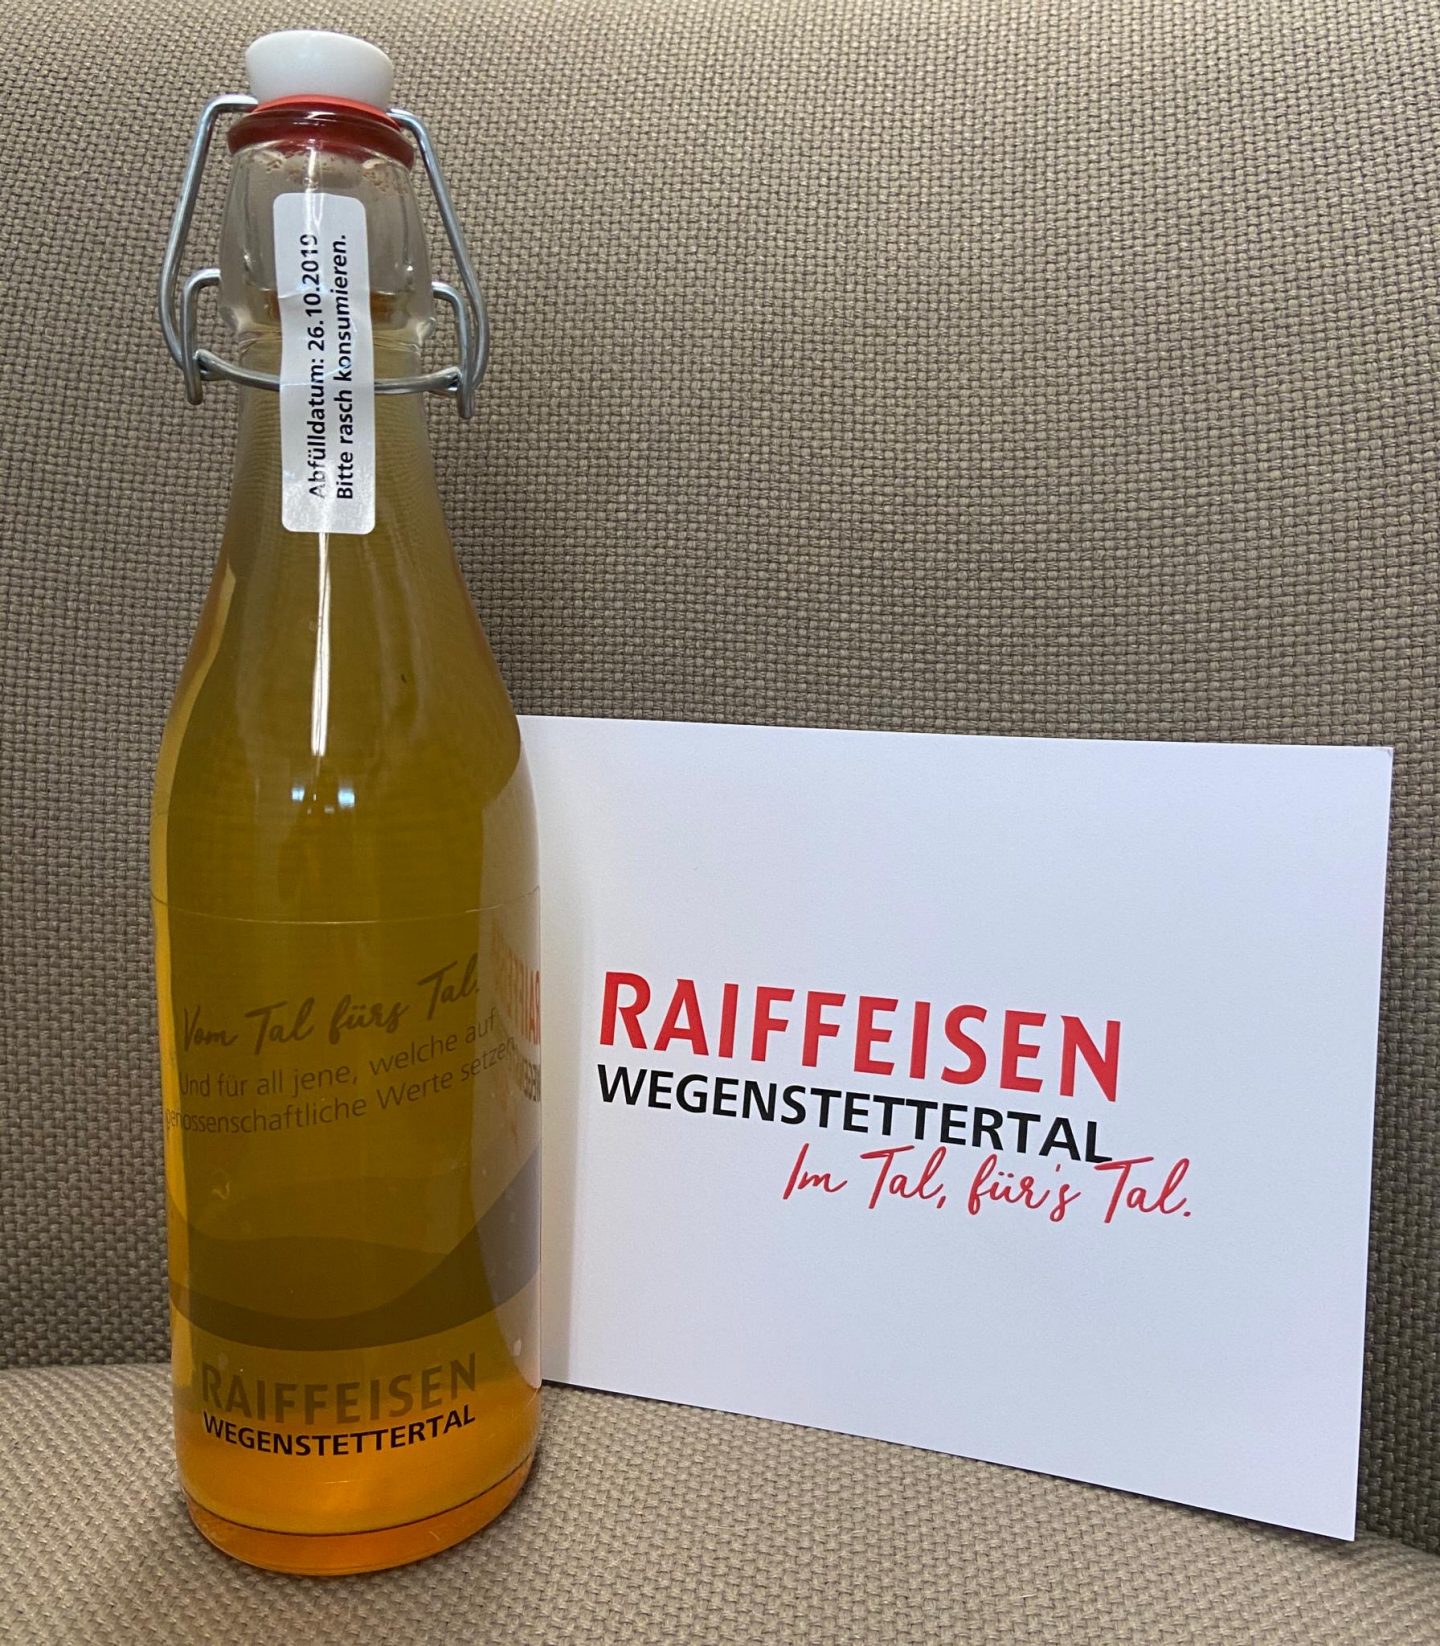 Abfülldatum: 26.10.2019
Bitte rasch konsumieren.
Vom Tal fürs Tal.
Und für all jene, welche auf
genossenschaftliche Werte setzen.
RAIFFEISEN
WEGENSTETTERTAL
RAIFFEISEN
WEGENSTETTERTAL
Im Tal, für's Tal.